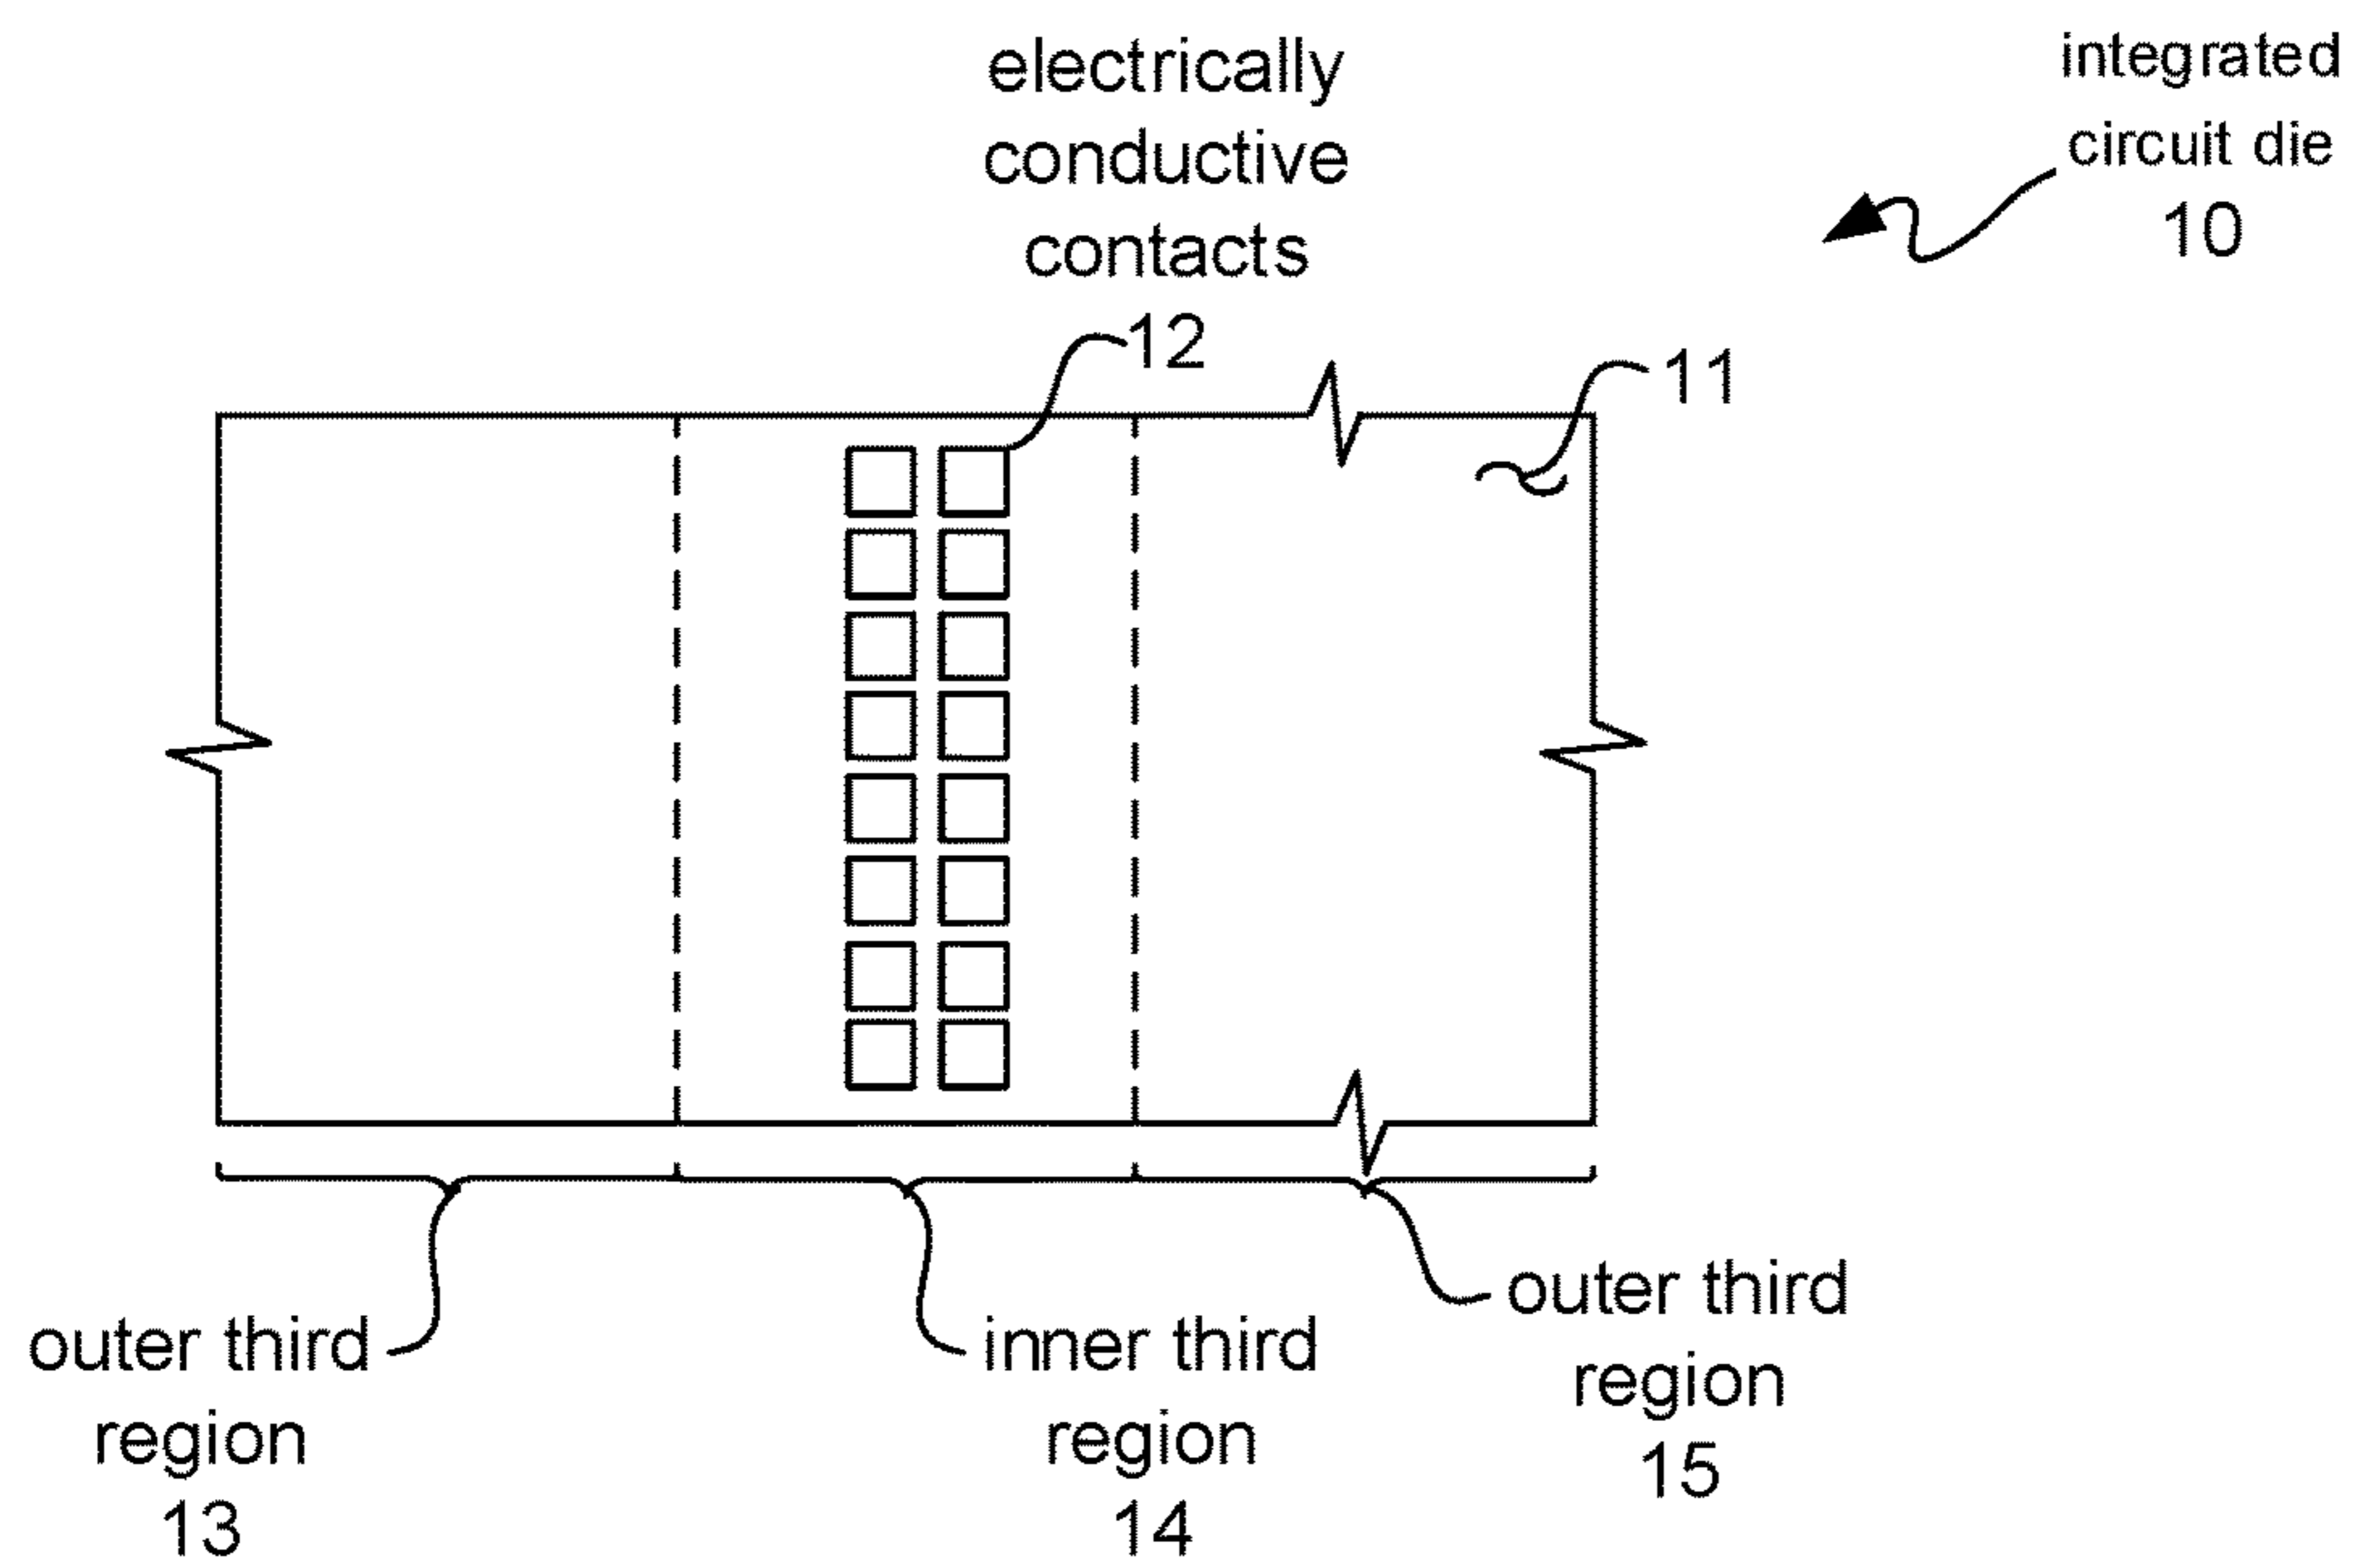 electrically
conductive
contacts
12
integrated
circuit die
10
11
outer third
region
13
inner third
region
14
outer third
region
15